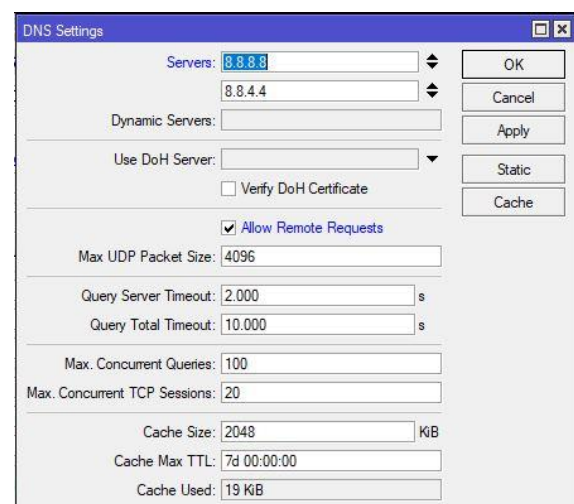 DNS Settings
Servers: 8.8.8.8
8.8.4.4
Dynamic Servers:
Use DoH Server:
Verify DoH Certificate
Allow Remote Requests
Max UDP Packet Size: 4096
Query Server Timeout: 2.000 s
Query Total Timeout: 10.000 s
Max. Concurrent Queries: 100
Max. Concurrent TCP Sessions: 20
Cache Size: 2048 KiB
Cache Max TTL: 7d 00:00:00
Cache Used: 19 KiB
OK
Cancel
Apply
Static
Cache